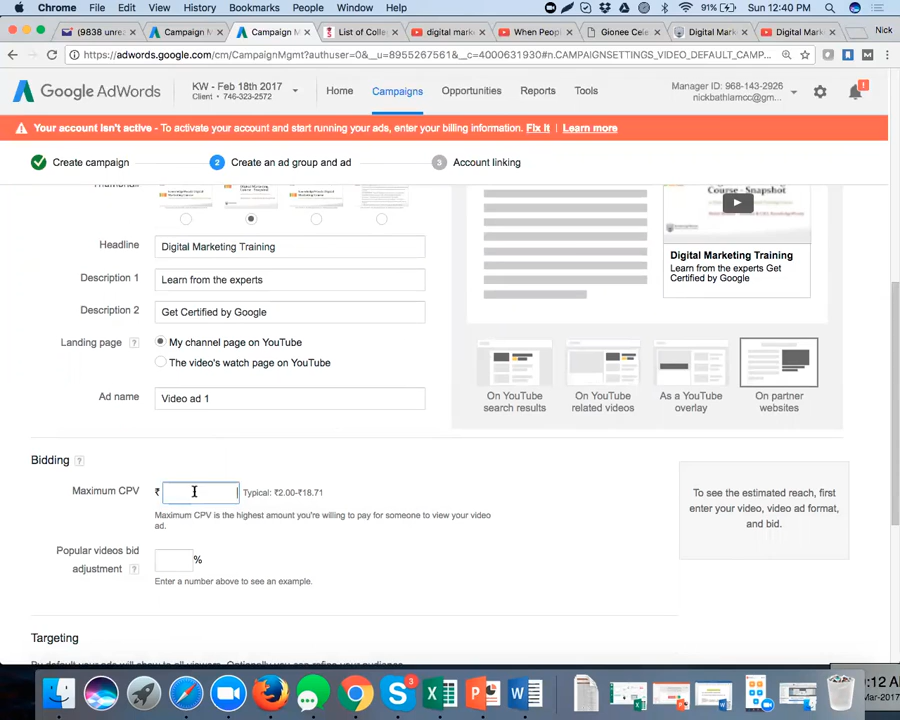 Chrome File Edit View History Bookmarks People Window Help 91% Sun 12:40 PM
(9838 unrea Campaign M Campaign M List of Colle digital marke When People Gionee Cele Digital Mark Digital Mark Nick
https://adwords.google.com/cm/CampaignMgmt?authuser=0&__u=8955267561&__c=4000631930#n.CAMPAIGNSETTINGS_VIDEO_DEFAULT_CAMP...
Google AdWords
KW - Feb 18th 2017
Client • 746-323-2572
Home Campaigns Opportunities Reports Tools
Manager ID: 968-143-2926
nickbathlamcc@gm...
!
Your account isn't active - To activate your account and start running your ads, enter your billing information. Fix It | Learn more
Create campaign
2 Create an ad group and ad
3 Account linking
Course - Snapshot
Headline Digital Marketing Training
Description 1 Learn from the experts
Description 2 Get Certified by Google
Landing page ? My channel page on YouTube
The video's watch page on YouTube
Ad name Video ad 1
Digital Marketing Training
Learn from the experts Get
Certified by Google
On YouTube
search results
On YouTube
related videos
As a YouTube
overlay
On partner
websites
Bidding ?
Maximum CPV ₹ Typical: ₹2.00-₹18.71
Maximum CPV is the highest amount you're willing to pay for someone to view your video
ad.
Popular videos bid
adjustment ? %
Enter a number above to see an example.
To see the estimated reach, first
enter your video, video ad format,
and bid.
Targeting
3
9:12 AM
Mar-2017